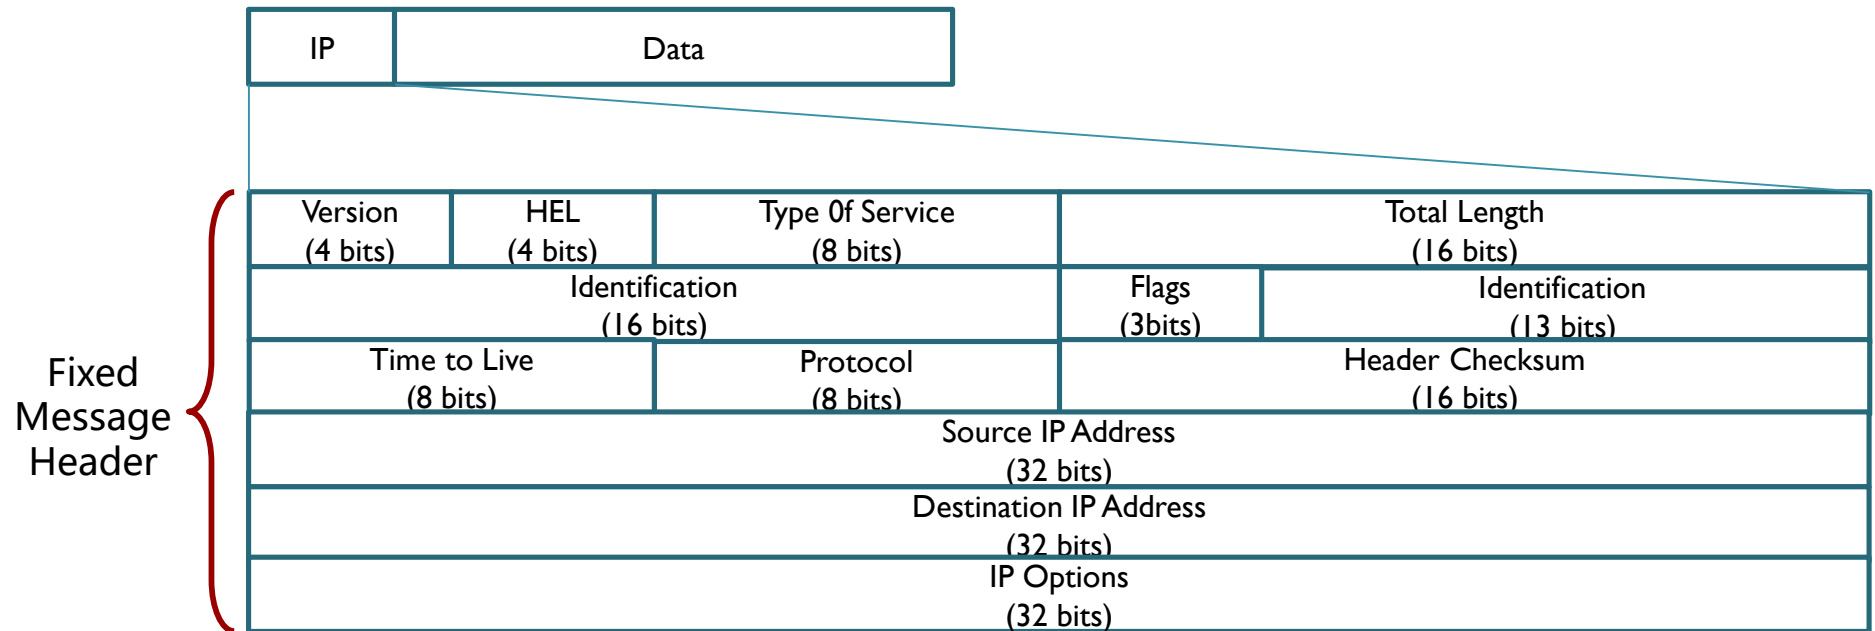 IP
Data
Version
(4 bits)
HEL
(4 bits)
Type 0f Service
(8 bits)
Total Length
(16 bits)
Identification
(16 bits)
Flags
(3bits)
Identification
(13 bits)
Time to Live
(8 bits)
Protocol
(8 bits)
Header Checksum
(16 bits)
Fixed
Message
Header
Source IP Address
(32 bits)
Destination IP Address
(32 bits)
IP Options
(32 bits)